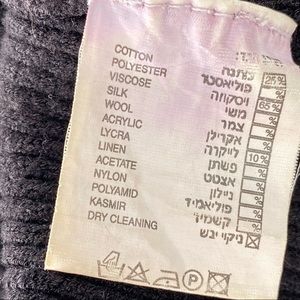 COTTON כותנה 25%
POLYESTER פוליאסטר %
VISCOSE ויסקוזה 65%
SILK משי %
WOOL צמר %
ACRYLIC אקרילן %
LYCRA לייקרה 10%
LINEN פשתן %
ACETATE אצטט %
NYLON ניילון %
POLYAMID פוליאמיד %
KASMIR קשמיר %
DRY CLEANING ניקוי יבש